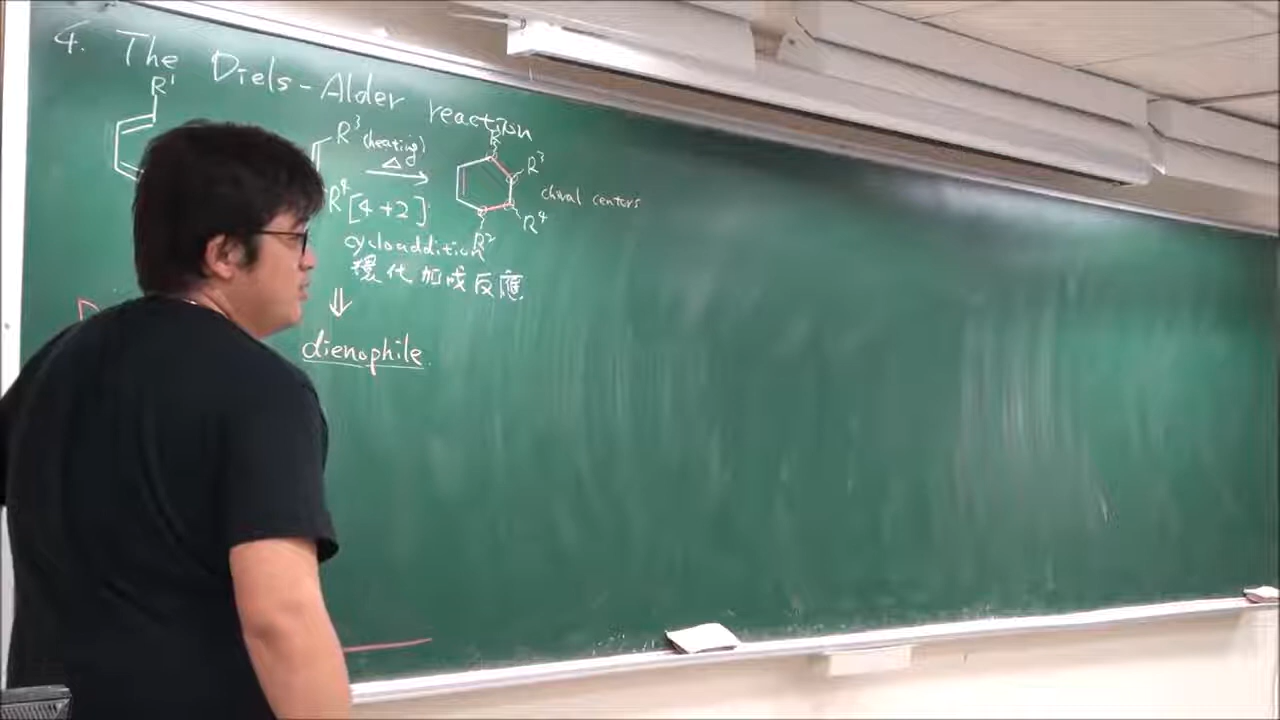 4. The Diels-Alder reaction
R¹
R³ (heating)
Δ
R
R³
chiral centers
R⁴ [4+2]
R⁴
cycloaddition
R²
環代加成反應
⇓
dienophile